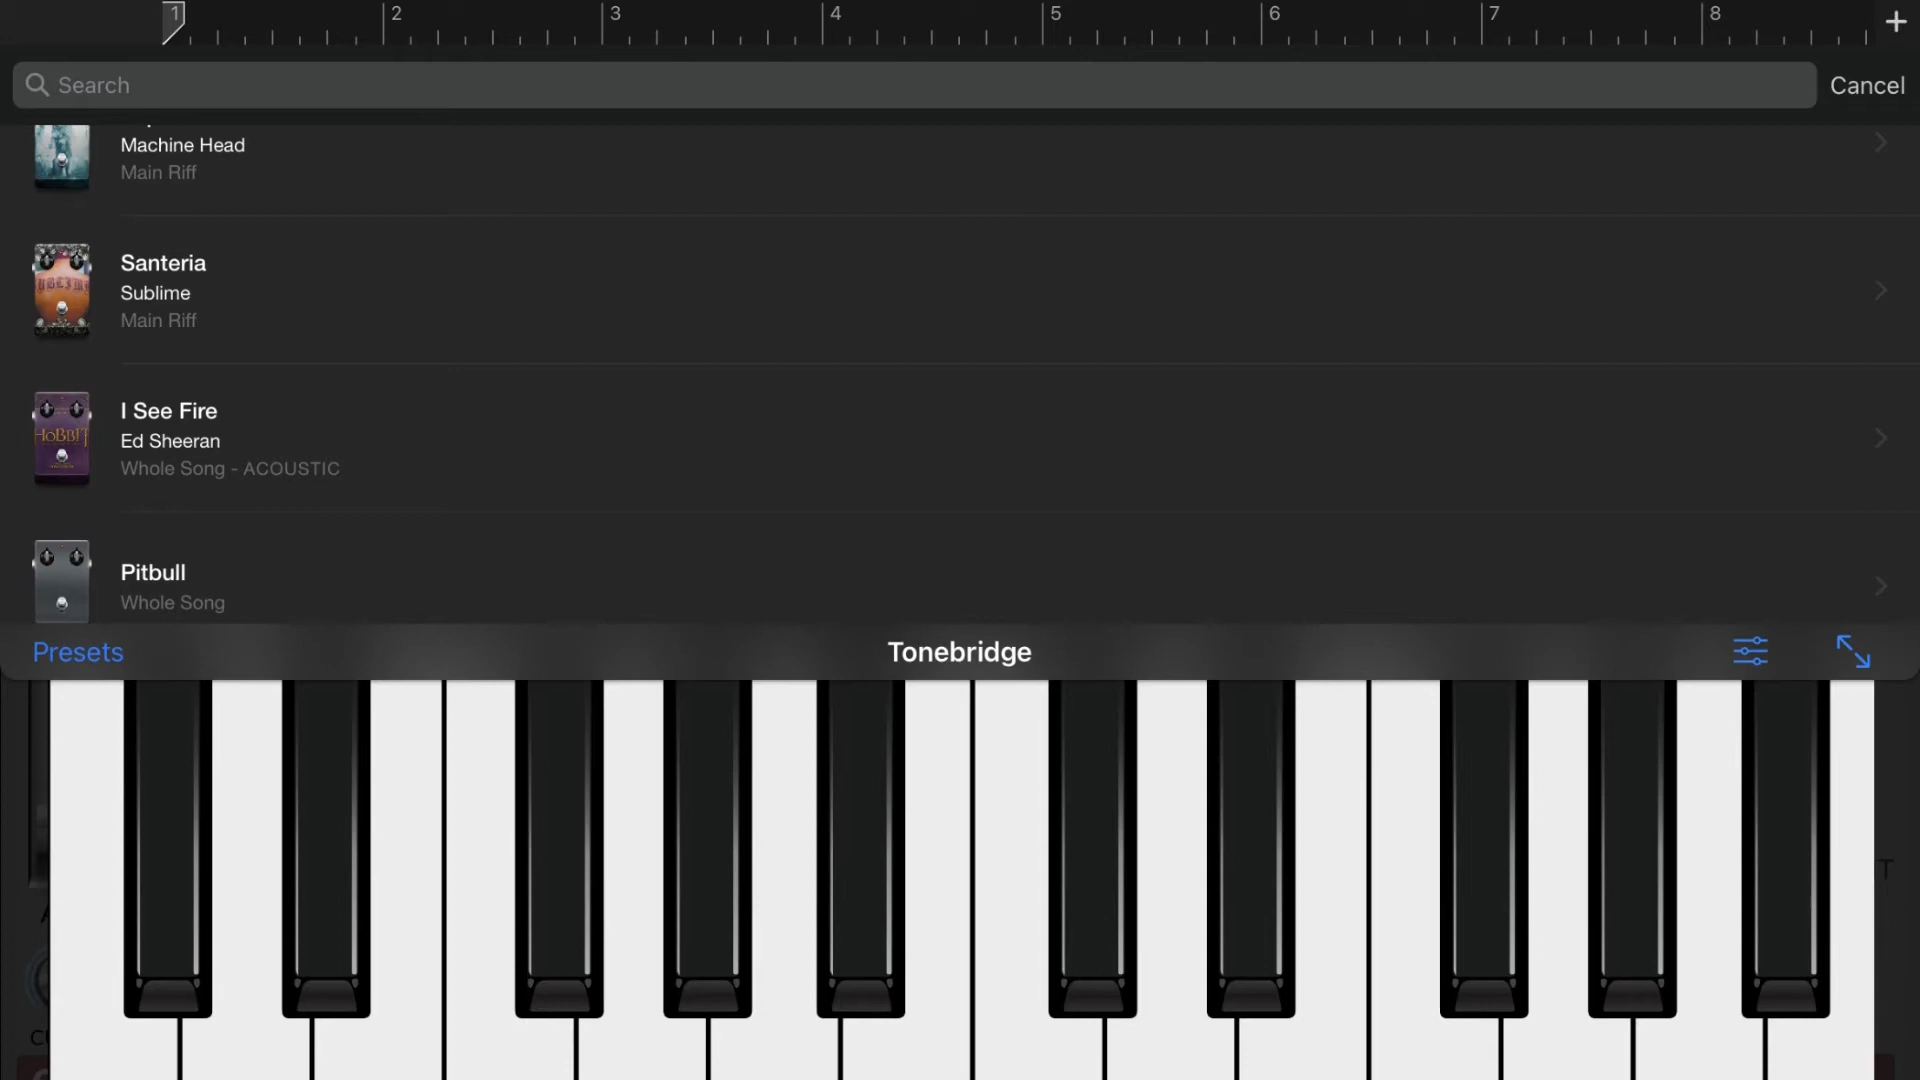 1 2 3 4 5 6 7 8 +
Search Cancel
Machine Head
Main Riff
Santeria
Sublime
Main Riff
HOBBIT
I See Fire
Ed Sheeran
Whole Song - ACOUSTIC
Pitbull
Whole Song
Presets Tonebridge
T